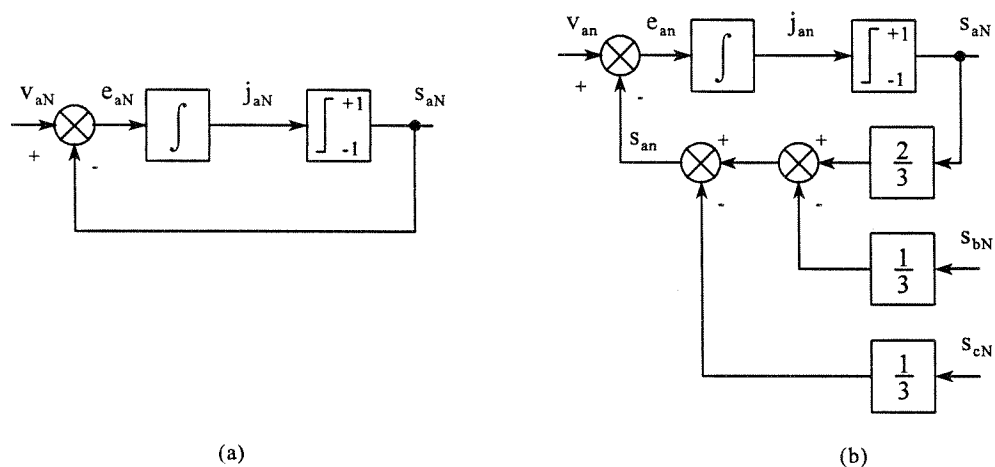 v_aN
e_aN
∫
j_aN
+1
-1
s_aN
+
-
(a)
v_an
e_an
∫
j_an
+1
-1
s_aN
+
-
s_an
+
+
2/3
-
-
s_bN
1/3
s_cN
1/3
(b)